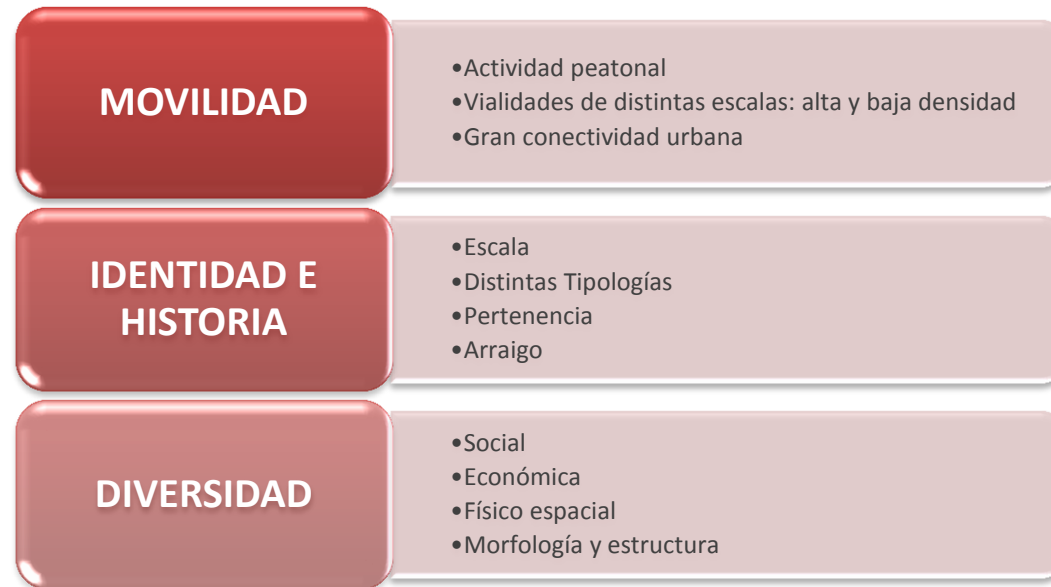 MOVILIDAD
•Actividad peatonal
•Vialidades de distintas escalas: alta y baja densidad
•Gran conectividad urbana
IDENTIDAD E
HISTORIA
•Escala
•Distintas Tipologías
•Pertenencia
•Arraigo
DIVERSIDAD
•Social
•Económica
•Físico espacial
•Morfología y estructura